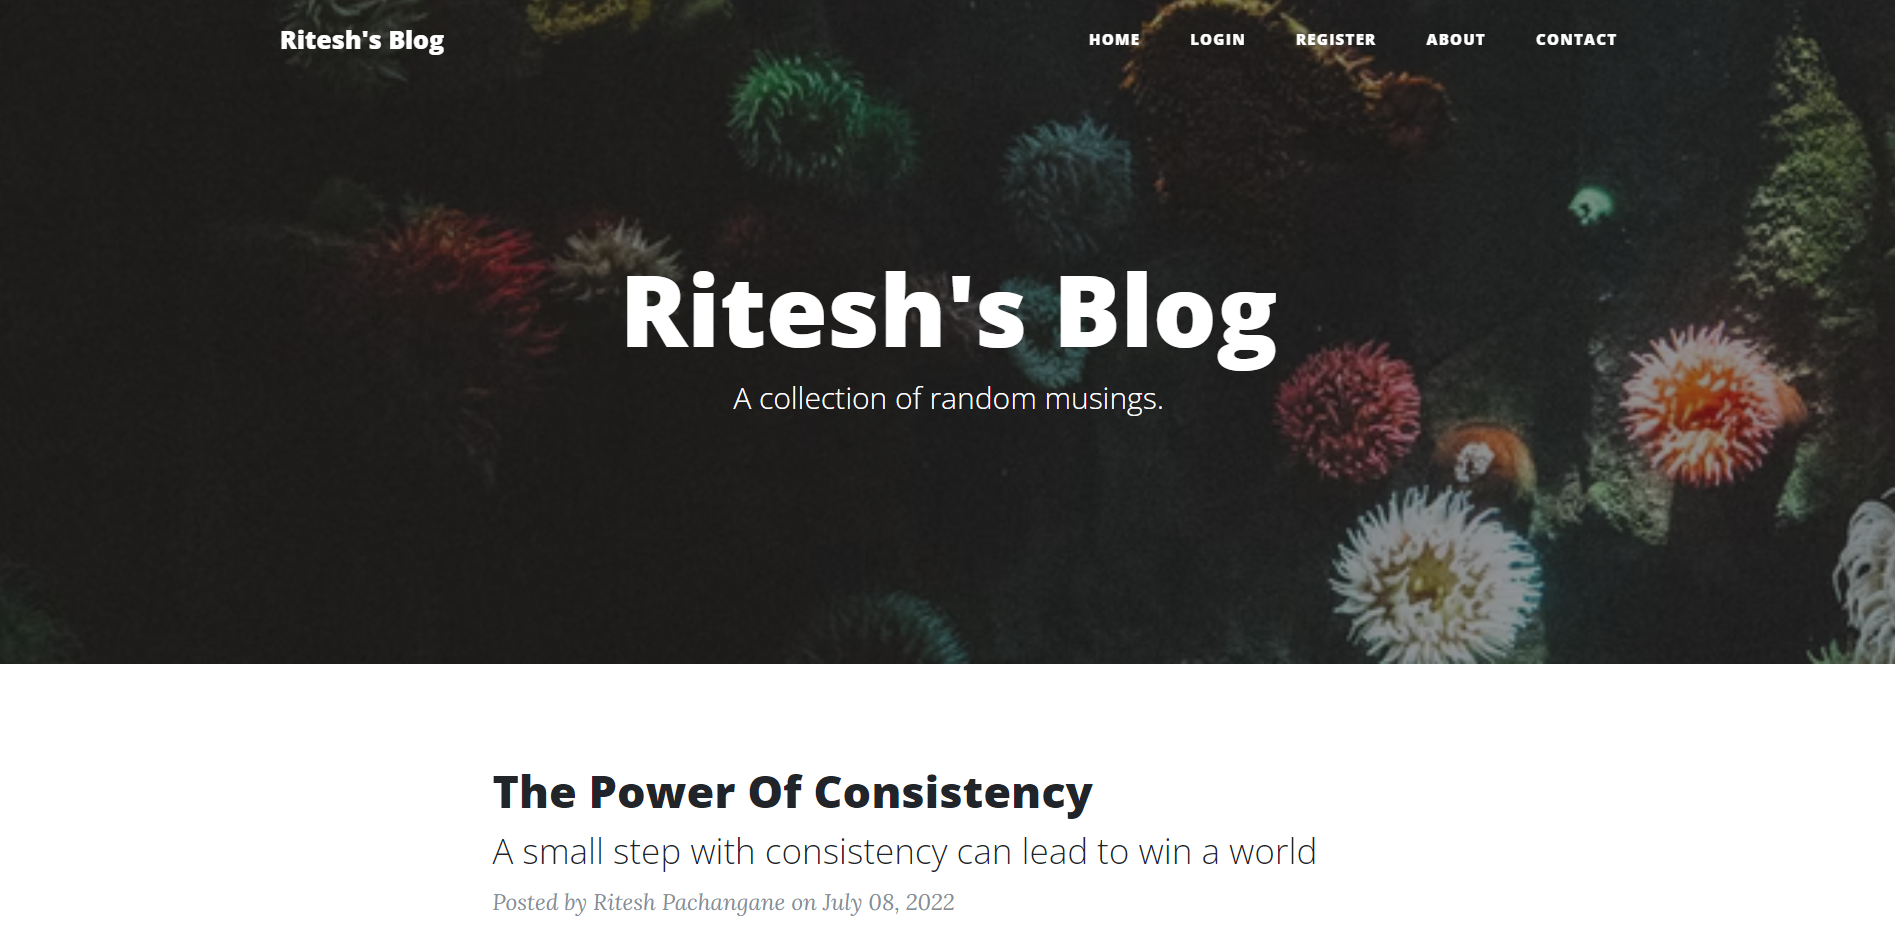 Ritesh's Blog
HOME LOGIN REGISTER ABOUT CONTACT
Ritesh's Blog
A collection of random musings.
The Power Of Consistency
A small step with consistency can lead to win a world
Posted by Ritesh Pachangane on July 08, 2022